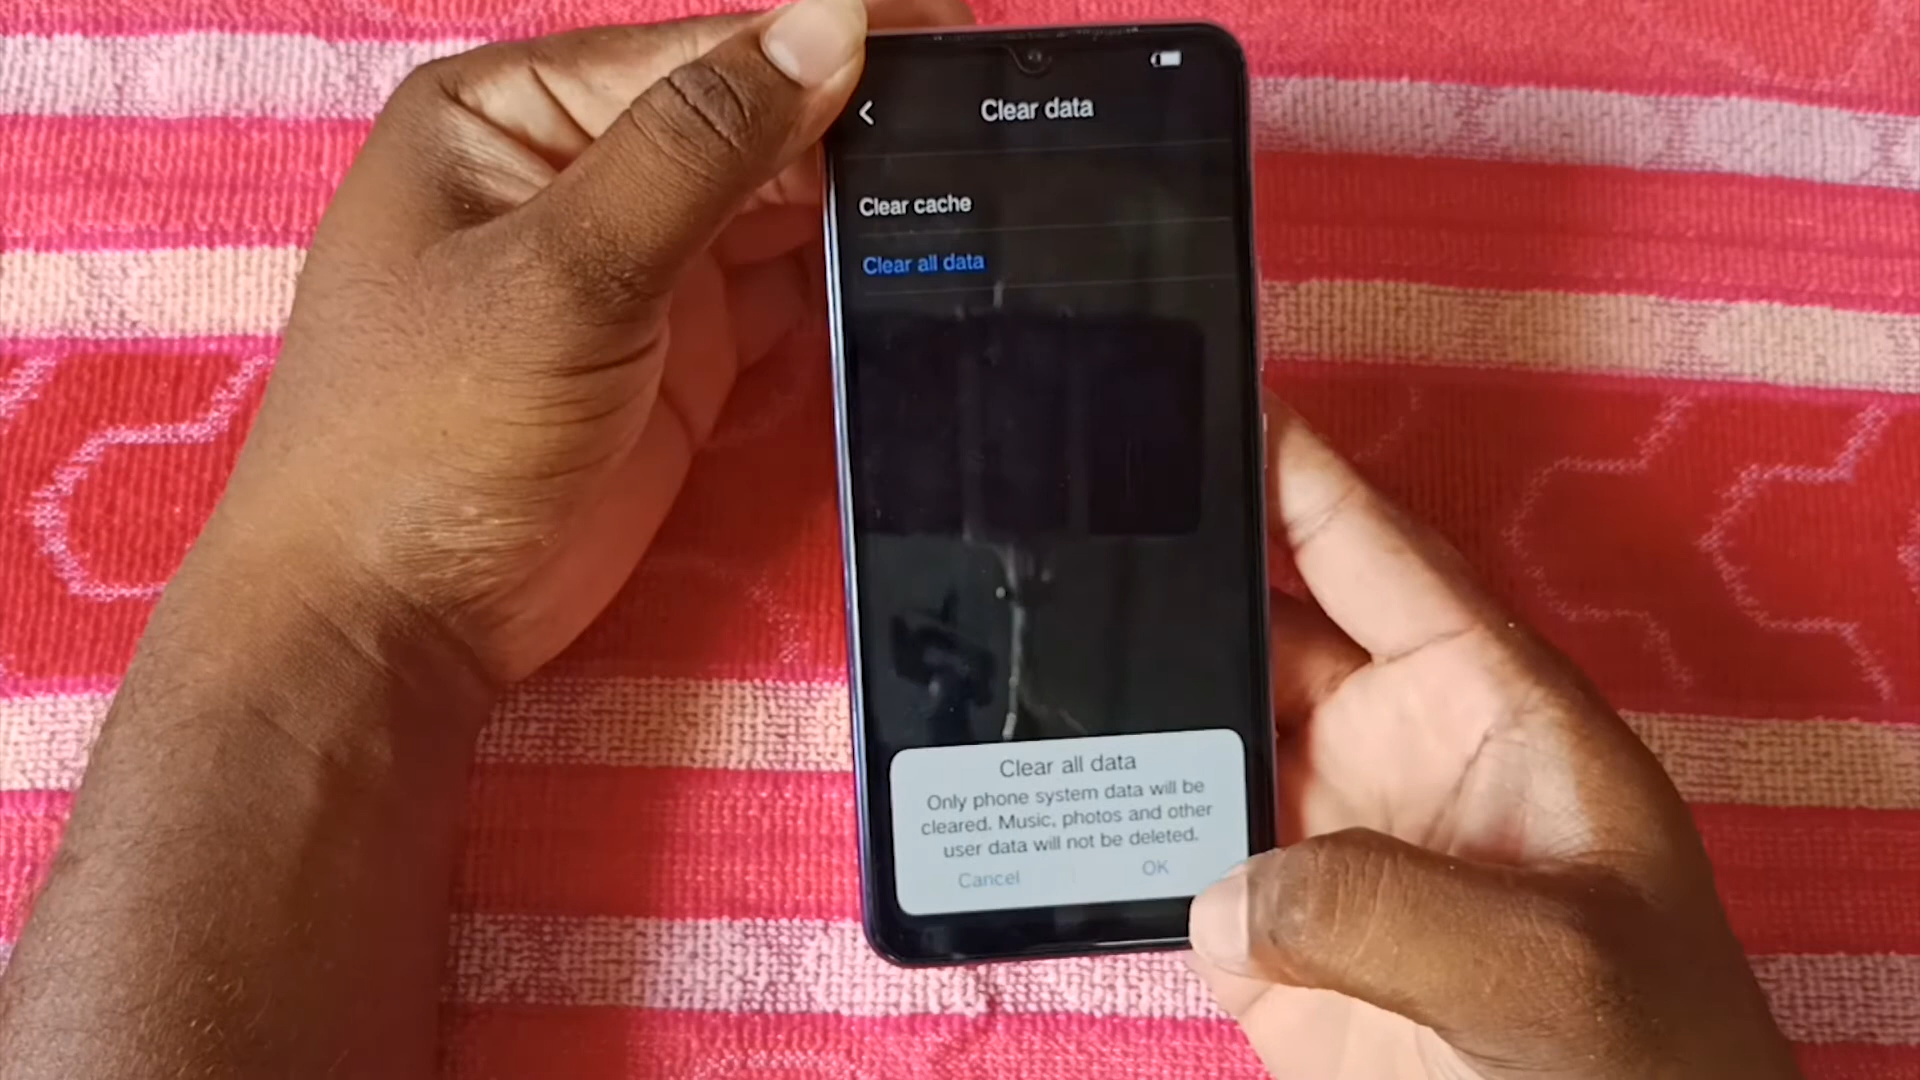 Clear data
Clear cache
Clear all data
Clear all data
Only phone system data will be
cleared. Music, photos and other
user data will not be deleted.
Cancel
OK